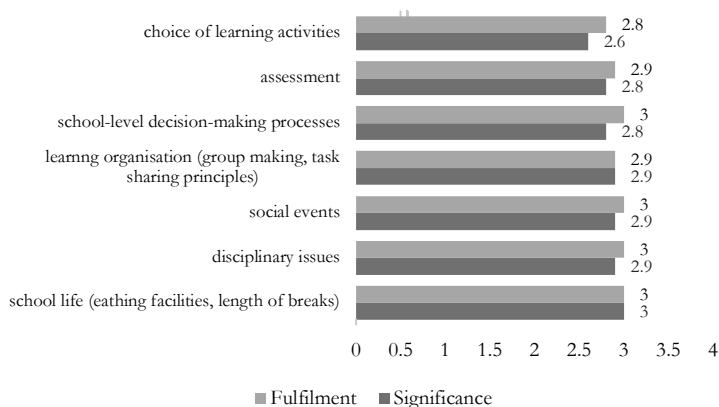 choice of learning activities
2.8
2.6
assessment
2.9
2.8
school-level decision-making processes
3
2.8
learnng organisation (group making, task
sharing principles)
2.9
2.9
social events
3
2.9
disciplinary issues
3
2.9
school life (eathing facilities, length of breaks)
3
3
0 0.5 1 1.5 2 2.5 3 3.5 4
Fulfilment Significance